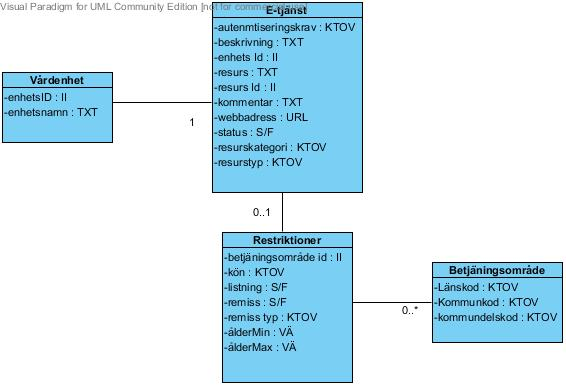 Visual Paradigm for UML Community Edition [not for commercial use]
E-tjänst
-autenmtiseringskrav : KTOV
-beskrivning : TXT
-enhets Id : II
-resurs : TXT
-resurs Id : II
-kommentar : TXT
-webbadress : URL
-status : S/F
-resurskategori : KTOV
-resurstyp : KTOV
Vårdenhet
-enhetsID : II
-enhetsnamn : TXT
1
0..1
Restriktioner
-betjäningsområde id : II
-kön : KTOV
-listning : S/F
-remiss : S/F
-remiss typ : KTOV
-ålderMin : VÄ
-ålderMax : VÄ
0..*
Betjäningsområde
-Länskod : KTOV
-Kommunkod : KTOV
-kommundelskod : KTOV